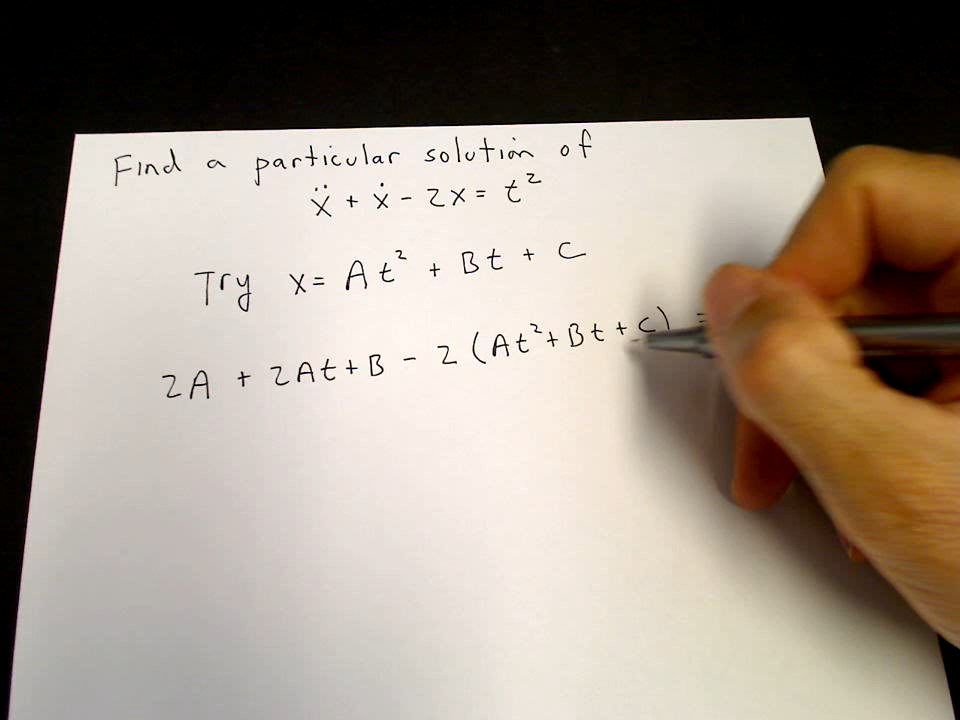 Find a particular solution of
ẍ + ẋ - 2x = t²
Try x = At² + Bt + C
2A + 2At + B - 2 (At² + Bt + C) =